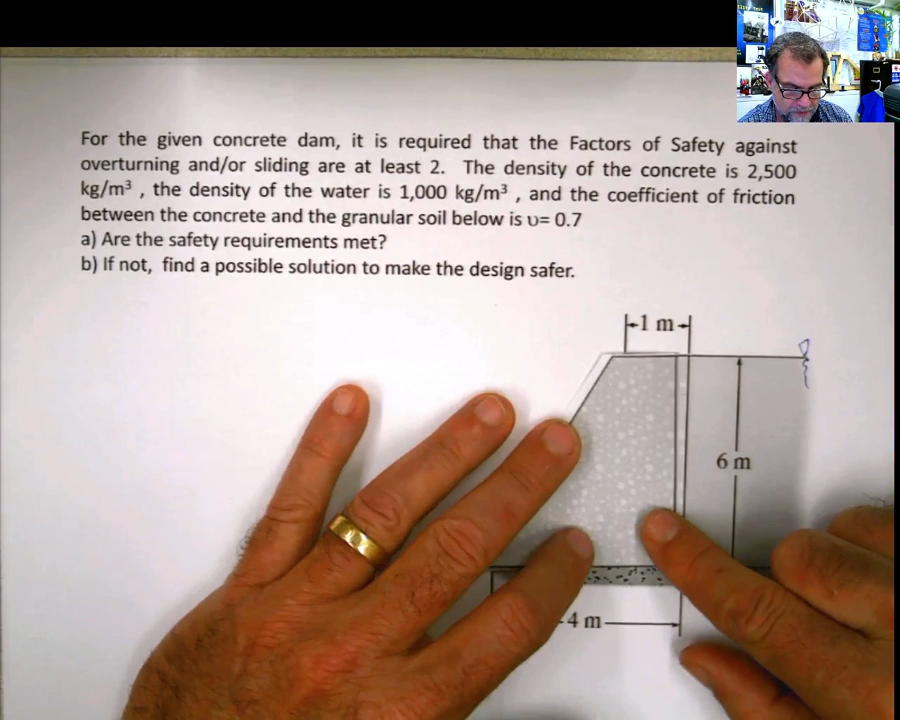 For the given concrete dam, it is required that the Factors of Safety against
overturning and/or sliding are at least 2. The density of the concrete is 2,500
kg/m³ , the density of the water is 1,000 kg/m³ , and the coefficient of friction
between the concrete and the granular soil below is υ= 0.7
a) Are the safety requirements met?
b) If not, find a possible solution to make the design safer.
1 m
6 m
4 m